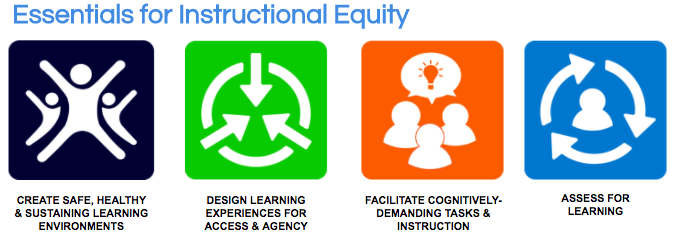 Essentials for Instructional Equity
CREATE SAFE, HEALTHY
& SUSTAINING LEARNING
ENVIRONMENTS
DESIGN LEARNING
EXPERIENCES FOR
ACCESS & AGENCY
FACILITATE COGNITIVELY-
DEMANDING TASKS &
INSTRUCTION
ASSESS FOR
LEARNING